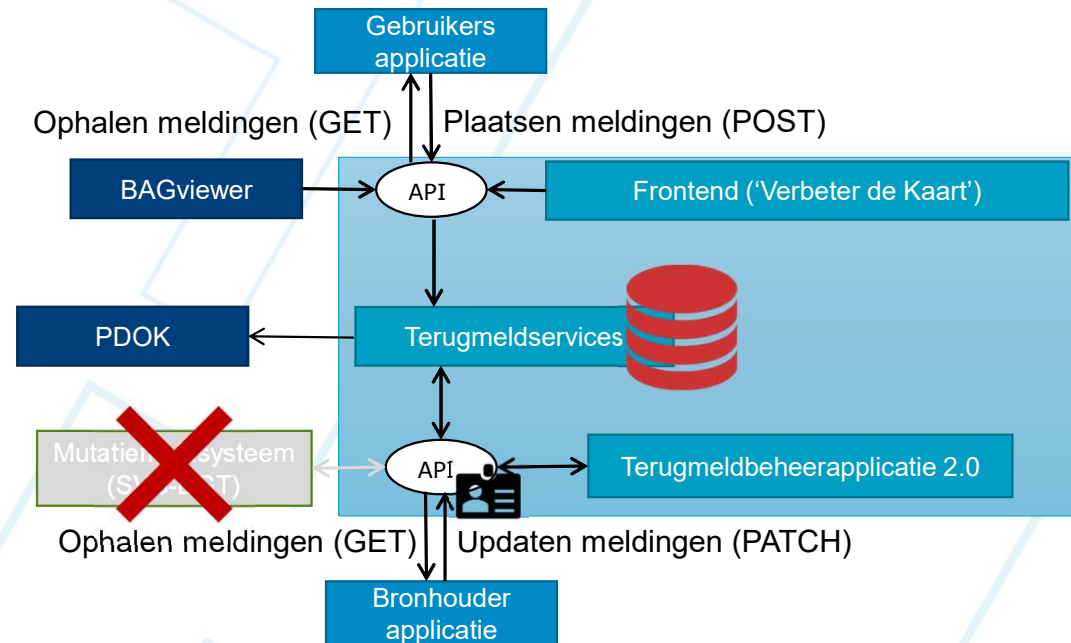 Gebruikers
applicatie
Ophalen meldingen (GET)
Plaatsen meldingen (POST)
BAGviewer
API
Frontend (‘Verbeter de Kaart’)
PDOK
Terugmeldservices
systeem
API
Terugmeldbeheerapplicatie 2.0
Ophalen meldingen (GET)
Updaten meldingen (PATCH)
Bronhouder
applicatie